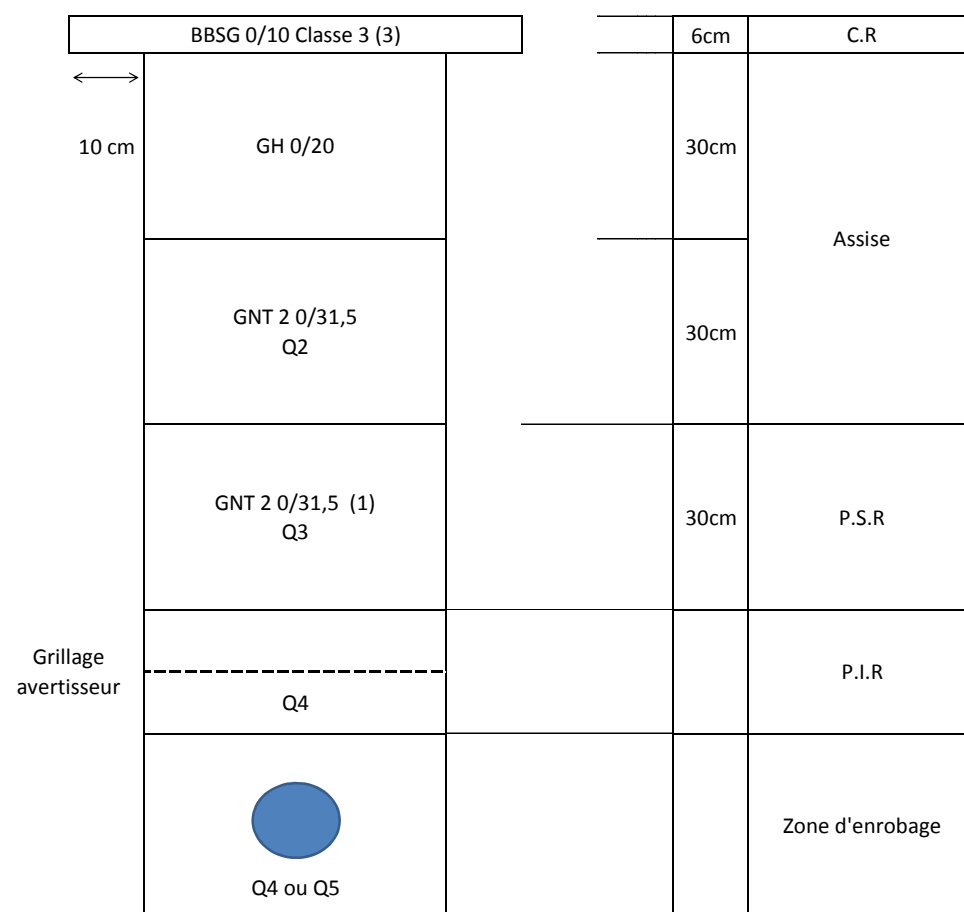 BBSG 0/10 Classe 3 (3)
6cm
C.R
10 cm
GH 0/20
30cm
Assise
GNT 2 0/31,5
Q2
30cm
GNT 2 0/31,5 (1)
Q3
30cm
P.S.R
Grillage
avertisseur
Q4
P.I.R
Zone d'enrobage
Q4 ou Q5